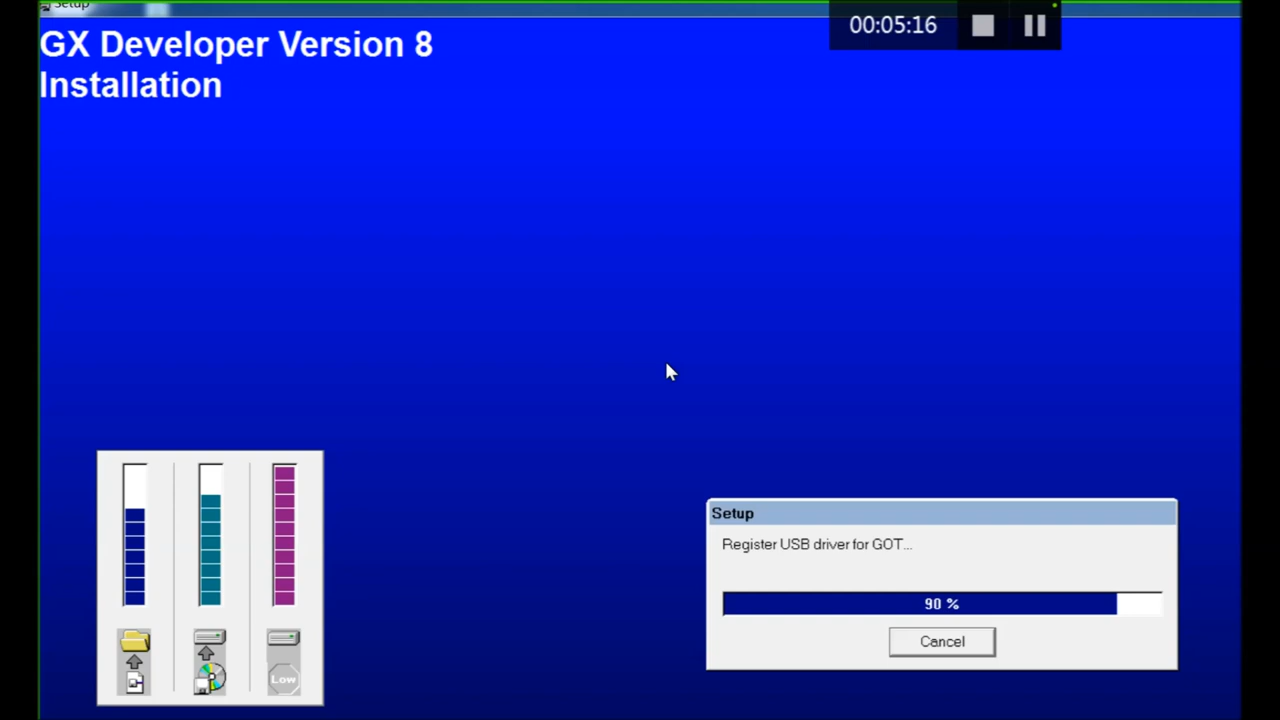 Setup
00:05:16
GX Developer Version 8
Installation
Setup
Register USB driver for GOT...
90 %
Cancel
Low